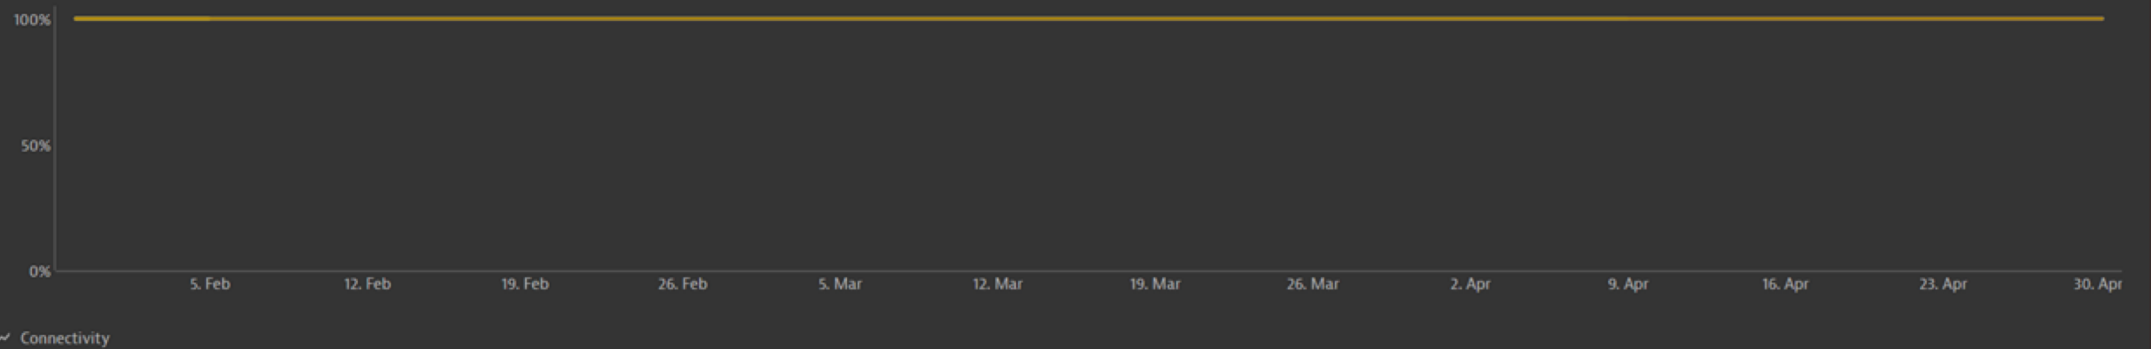 100%
50%
0%
5. Feb 12. Feb 19. Feb 26. Feb 5. Mar 12. Mar 19. Mar 26. Mar 2. Apr 9. Apr 16. Apr 23. Apr 30. Apr
Connectivity